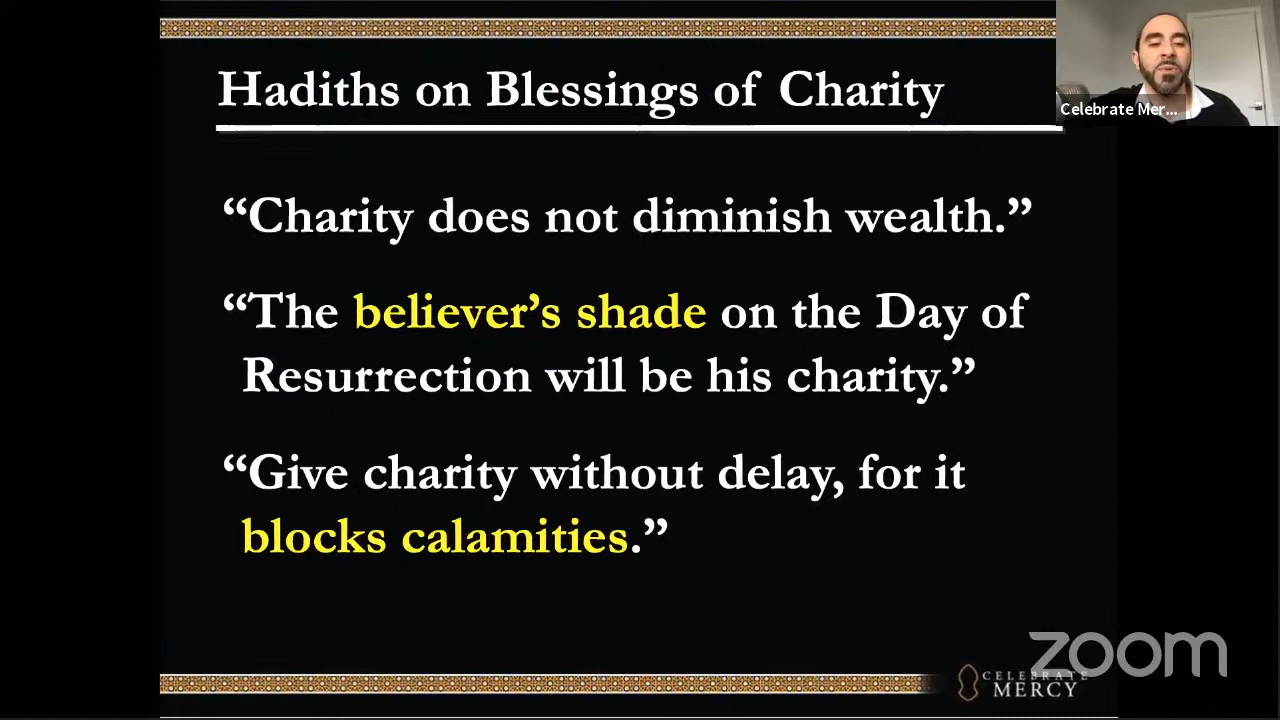 Hadiths on Blessings of Charity
Celebrate Mer...
“Charity does not diminish wealth.”
“The believer’s shade on the Day of
Resurrection will be his charity.”
“Give charity without delay, for it
blocks calamities.”
zoom
CELEBRATE
MERCY